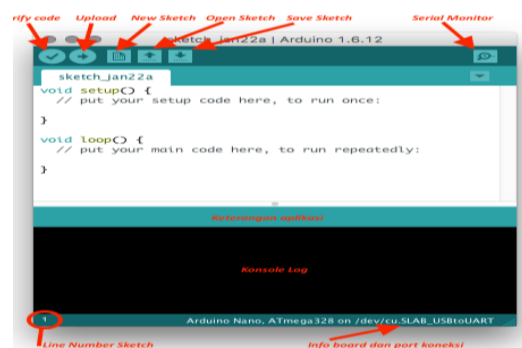 rify code Upload New Sketch Open Sketch Save Sketch Serial Monitor
sketch_jan22a | Arduino 1.6.12
sketch_jan22a
void setup() {
// put your setup code here, to run once:
}
void loop() {
// put your main code here, to run repeatedly:
}
Keterangan aplikasi
Konsole Log
1
Arduino Nano, ATmega328 on /dev/cu.SLAB_USBtoUART
Line Number Sketch Info board dan port koneksi